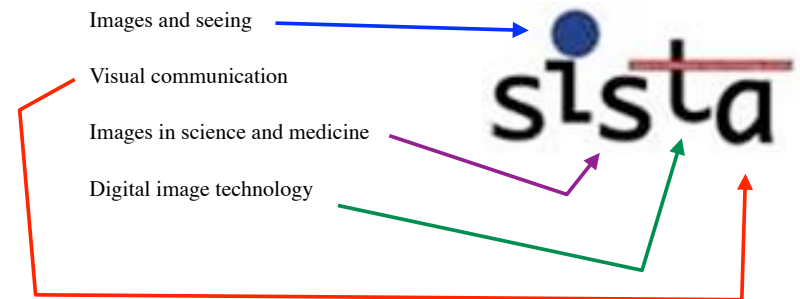 Images and seeing
sista
Visual communication
Images in science and medicine
Digital image technology